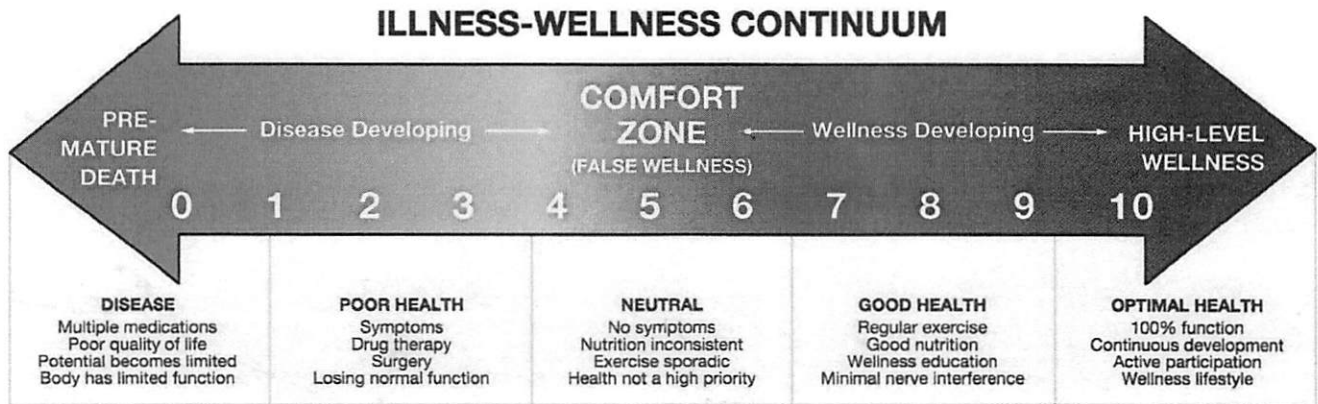 ILLNESS-WELLNESS CONTINUUM
PRE-
MATURE
DEATH
Disease Developing
COMFORT
ZONE
(FALSE WELLNESS)
Wellness Developing
HIGH-LEVEL
WELLNESS
0 1 2 3 4 5 6 7 8 9 10
DISEASE
Multiple medications
Poor quality of life
Potential becomes limited
Body has limited function
POOR HEALTH
Symptoms
Drug therapy
Surgery
Losing normal function
NEUTRAL
No symptoms
Nutrition inconsistent
Exercise sporadic
Health not a high priority
GOOD HEALTH
Regular exercise
Good nutrition
Wellness education
Minimal nerve interference
OPTIMAL HEALTH
100% function
Continuous development
Active participation
Wellness lifestyle